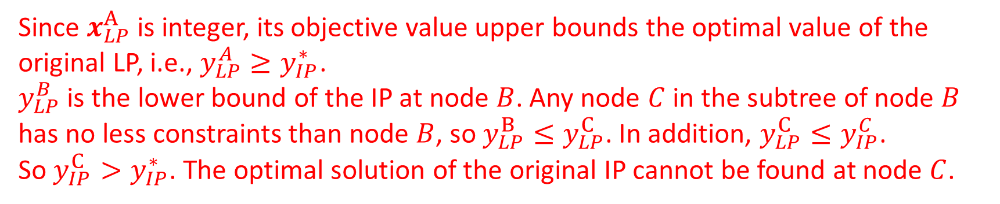 Since $\boldsymbol{x}_{LP}^{\mathrm{A}}$ is integer, its objective value upper bounds the optimal value of the
original LP, i.e., $y_{LP}^{A} \geq y_{IP}^{*}$.
$y_{LP}^{B}$ is the lower bound of the IP at node $B$. Any node $C$ in the subtree of node $B$
has no less constraints than node $B$, so $y_{LP}^{\mathrm{B}} \leq y_{LP}^{\mathrm{C}}$. In addition, $y_{LP}^{\mathrm{C}} \leq y_{IP}^{C}$.
So $y_{IP}^{\mathrm{C}} > y_{IP}^{*}$. The optimal solution of the original IP cannot be found at node $C$.